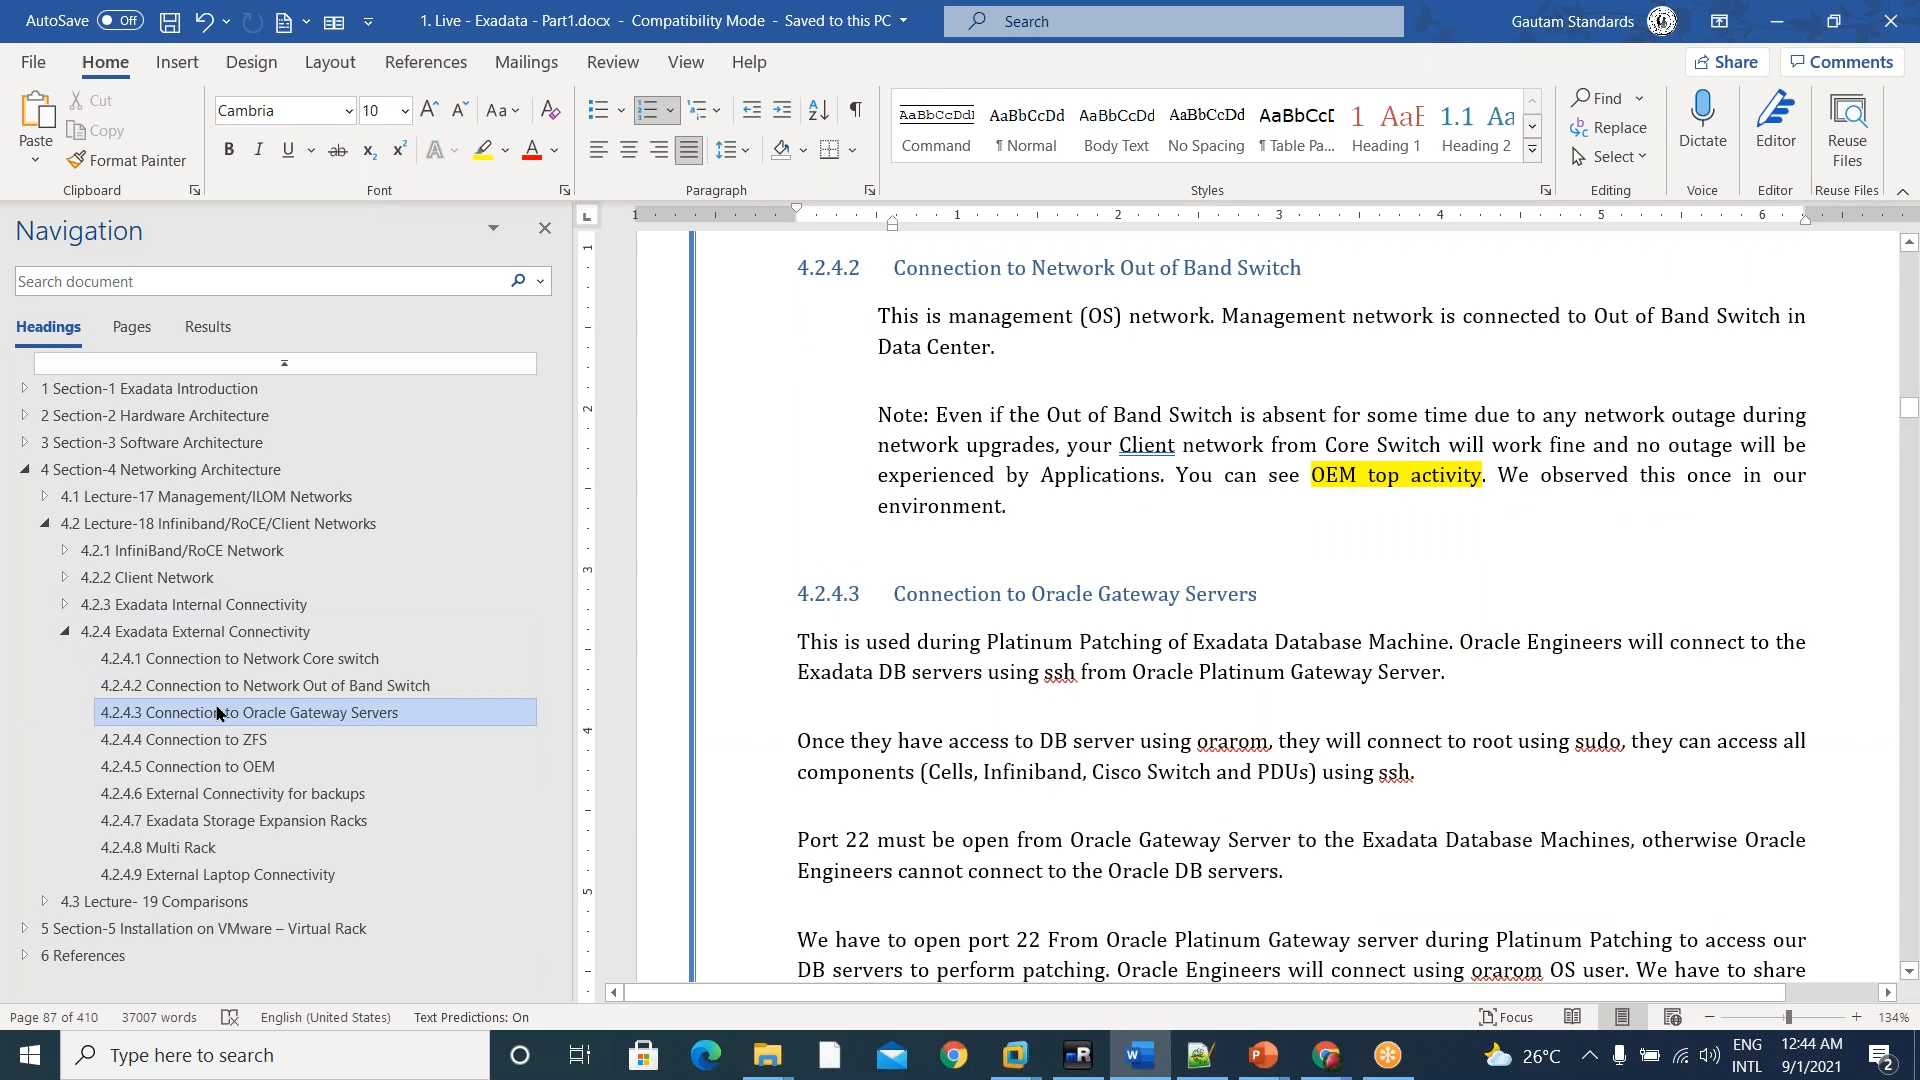 AutoSave Off
1. Live - Exadata - Part1.docx - Compatibility Mode - Saved to this PC
Search
Gautam Standards
File Home Insert Design Layout References Mailings Review View Help
Share Comments
Paste
Cut
Copy
Format Painter
Clipboard
Cambria 10
Font
Paragraph
AaBbCcDdI AaBbCcDd AaBbCcDd AaBbCcDd AaBbCcD 1 AaB 1.1 Aa
Command ¶ Normal Body Text No Spacing ¶ Table Pa... Heading 1 Heading 2
Styles
Find
Replace
Select
Editing
Dictate
Voice
Editor
Editor
Reuse Files
Reuse Files
Navigation
Search document
Headings Pages Results
1 Section-1 Exadata Introduction
2 Section-2 Hardware Architecture
3 Section-3 Software Architecture
4 Section-4 Networking Architecture
4.1 Lecture-17 Management/ILOM Networks
4.2 Lecture-18 Infiniband/RoCE/Client Networks
4.2.1 InfiniBand/RoCE Network
4.2.2 Client Network
4.2.3 Exadata Internal Connectivity
4.2.4 Exadata External Connectivity
4.2.4.1 Connection to Network Core switch
4.2.4.2 Connection to Network Out of Band Switch
4.2.4.3 Connection to Oracle Gateway Servers
4.2.4.4 Connection to ZFS
4.2.4.5 Connection to OEM
4.2.4.6 External Connectivity for backups
4.2.4.7 Exadata Storage Expansion Racks
4.2.4.8 Multi Rack
4.2.4.9 External Laptop Connectivity
4.3 Lecture- 19 Comparisons
5 Section-5 Installation on VMware – Virtual Rack
6 References
4.2.4.2 Connection to Network Out of Band Switch
This is management (OS) network. Management network is connected to Out of Band Switch in
Data Center.
Note: Even if the Out of Band Switch is absent for some time due to any network outage during
network upgrades, your Client network from Core Switch will work fine and no outage will be
experienced by Applications. You can see OEM top activity. We observed this once in our
environment.
4.2.4.3 Connection to Oracle Gateway Servers
This is used during Platinum Patching of Exadata Database Machine. Oracle Engineers will connect to the
Exadata DB servers using ssh from Oracle Platinum Gateway Server.
Once they have access to DB server using orarom, they will connect to root using sudo, they can access all
components (Cells, Infiniband, Cisco Switch and PDUs) using ssh.
Port 22 must be open from Oracle Gateway Server to the Exadata Database Machines, otherwise Oracle
Engineers cannot connect to the Oracle DB servers.
We have to open port 22 From Oracle Platinum Gateway server during Platinum Patching to access our
DB servers to perform patching. Oracle Engineers will connect using orarom OS user. We have to share
Page 87 of 410 37007 words English (United States) Text Predictions: On
Focus 134%
Type here to search
26°C
ENG
INTL
12:44 AM
9/1/2021
2